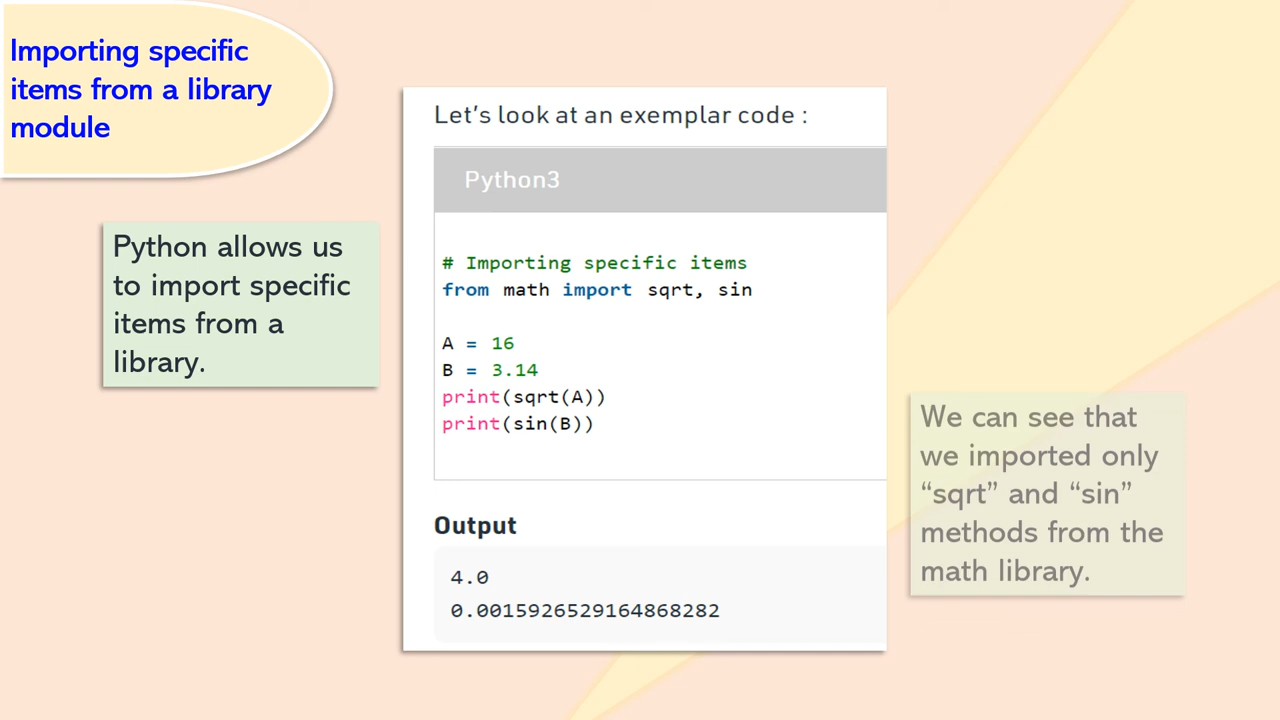 Importing specific
items from a library
module
Python allows us
to import specific
items from a
library.
Let's look at an exemplar code :
Python3
# Importing specific items
from math import sqrt, sin
A = 16
B = 3.14
print(sqrt(A))
print(sin(B))
Output
4.0
0.0015926529164868282
We can see that
we imported only
“sqrt” and “sin”
methods from the
math library.